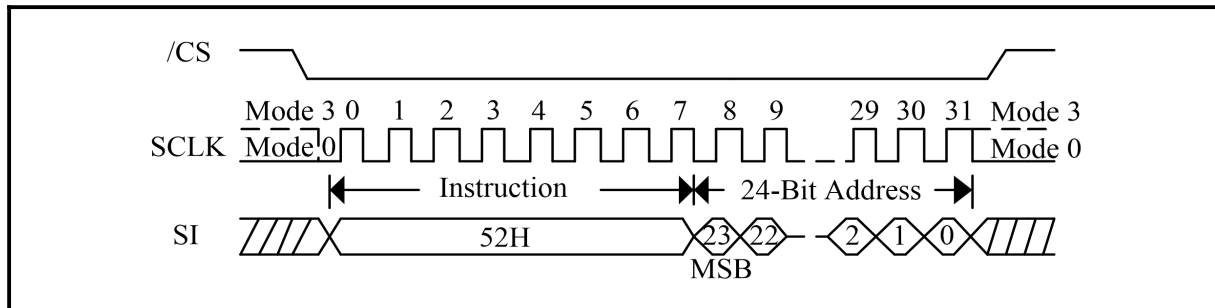 /CS
Mode 3 0 1 2 3 4 5 6 7 8 9 29 30 31 Mode 3
SCLK Mode 0 Mode 0
Instruction 24-Bit Address
SI 52H 23 22 2 1 0
MSB